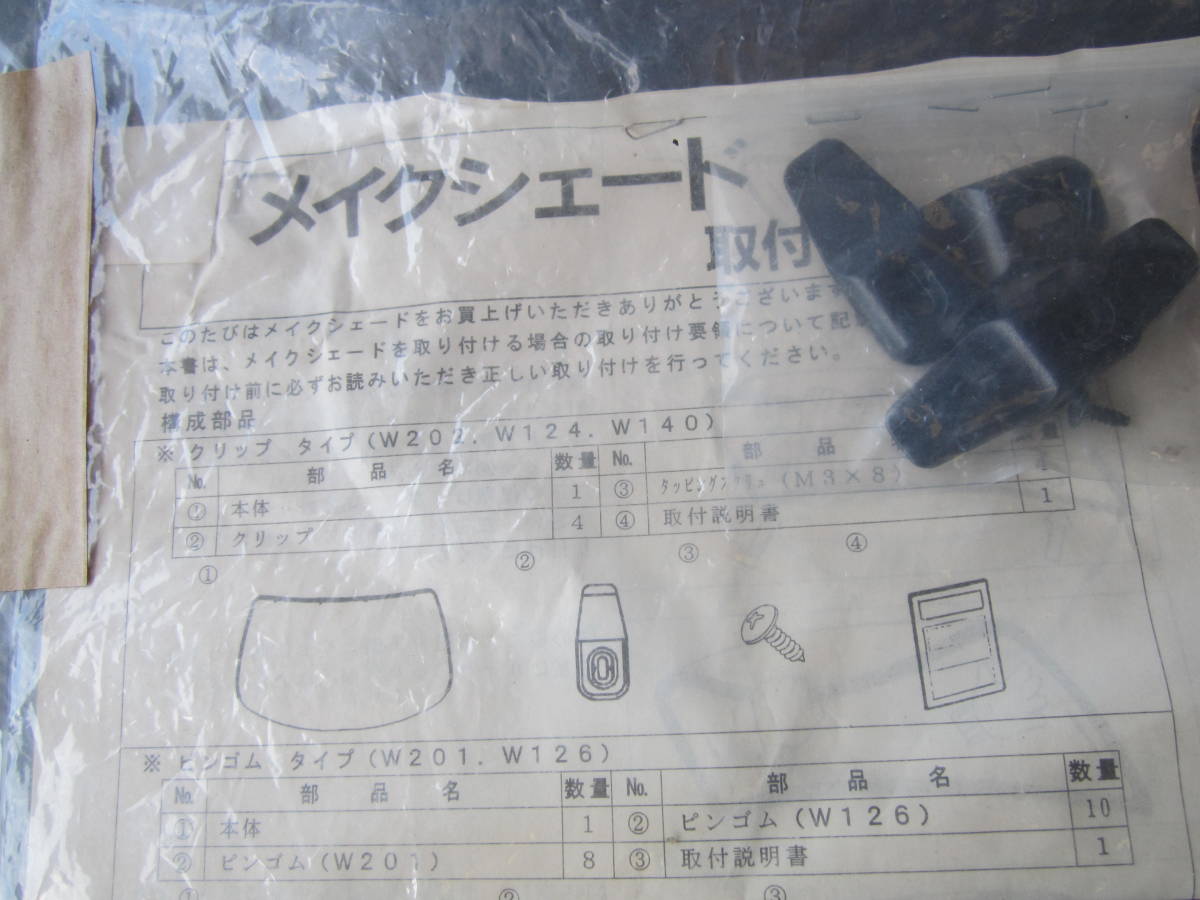 メイクシェード
取付
このたびはメイクシェードをお買上げいただきありがとうございます
本書は、メイクシェードを取り付ける場合の取り付け要領について記
取り付け前に必ずお読みいただき正しい取り付けを行ってください。
構成部品
※ クリップ タイプ(W202. W124. W140)
No. 部品名 数量 No. 部品 量
① 本体 1 ③ タッピングスクリュ(M3×8)
② クリップ 4 ④ 取付説明書 1
① ② ③ ④
※ ピンゴム タイプ(W201. W126)
No. 部品名 数量 No. 部品名 数量
① 本体 1 ② ピンゴム(W126) 10
② ピンゴム(W201) 8 ③ 取付説明書 1
① ② ③